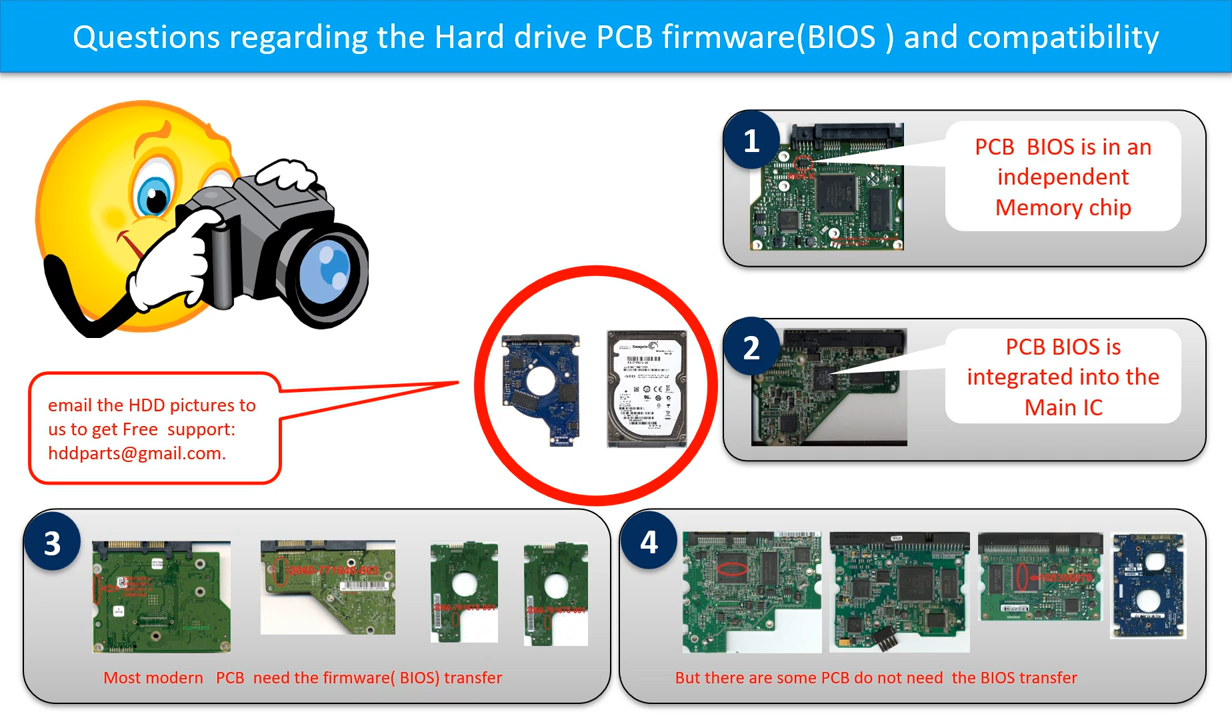 Questions regarding the Hard drive PCB firmware(BIOS ) and compatibility
1
PCB BIOS is in an
independent
Memory chip
2
PCB BIOS is
integrated into the
Main IC
email the HDD pictures to
us to get Free support:
hddparts@gmail.com.
Seagate
3
Most modern PCB need the firmware( BIOS) transfer
4
But there are some PCB do not need the BIOS transfer